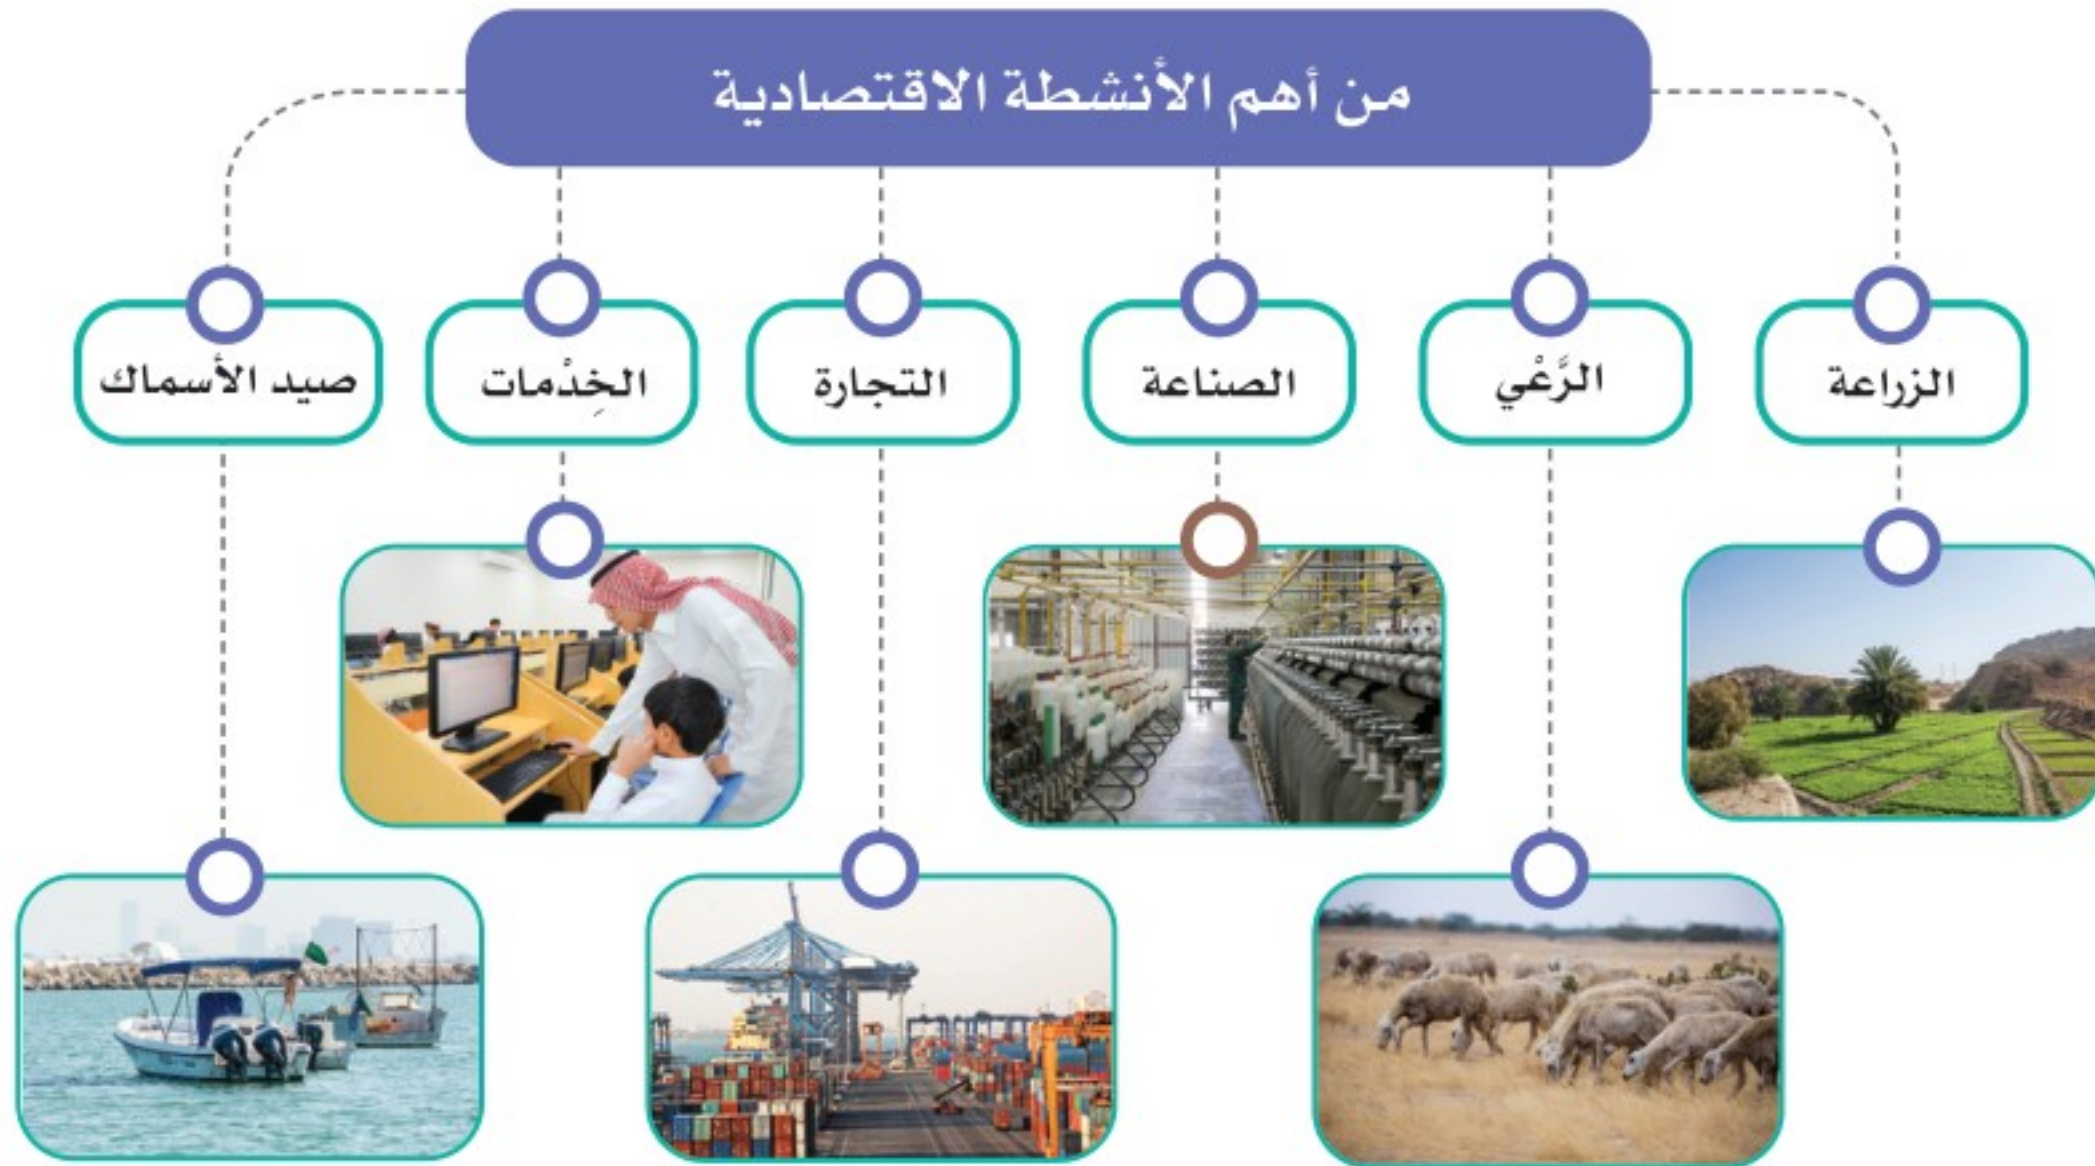 من أهم الأنشطة الاقتصادية
الزراعة
الرَّعْي
الصناعة
التجارة
الخِدْمات
صيد الأسماك